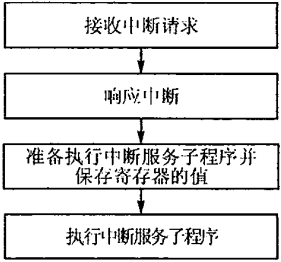 接收中断请求
响应中断
准备执行中断服务子程序并
保存寄存器的值
执行中断服务子程序